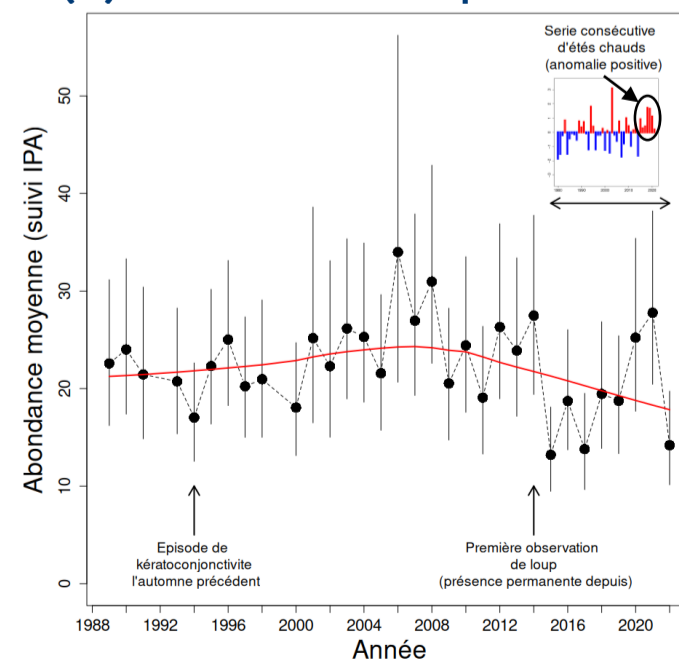 Serie consécutive
d'étés chauds
(anomalie positive)
50
40
30
20
10
0
Abondance moyenne (suivi IPA)
Episode de
kératoconjonctivite
l'automne précédent
Première observation
de loup
(présence permanente depuis)
1988 1992 1996 2000 2004 2008 2012 2016 2020
Année